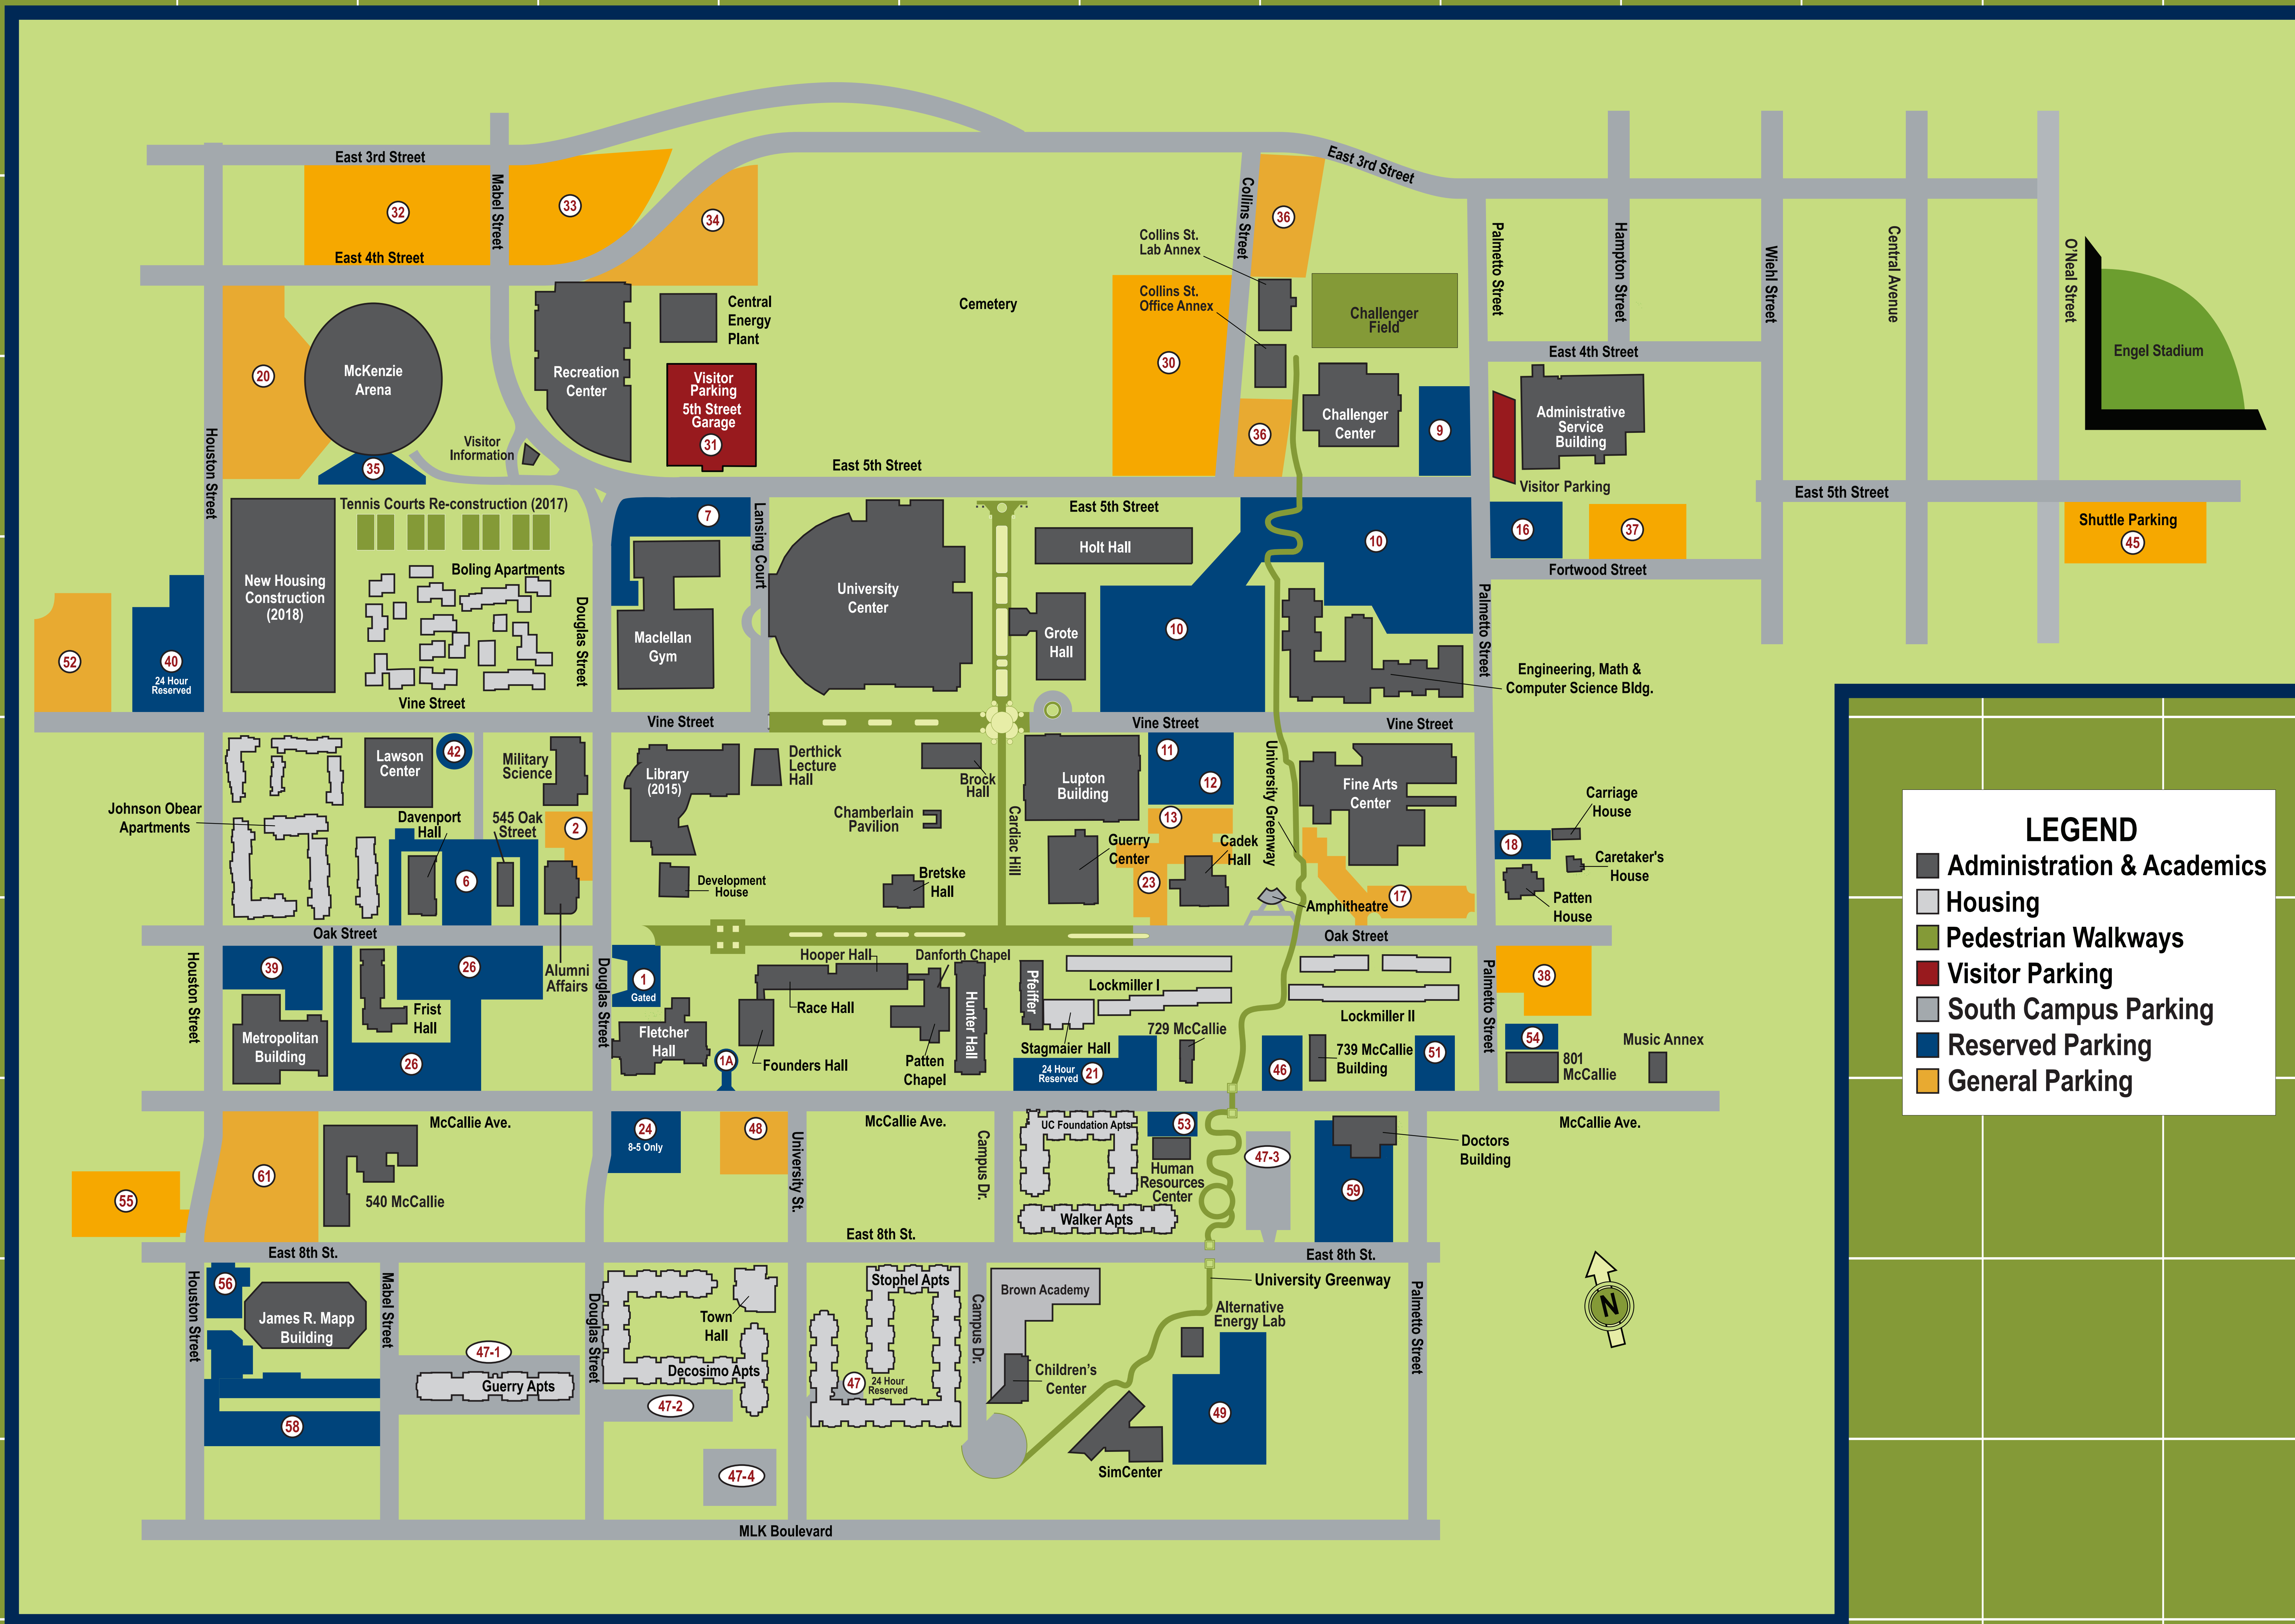 East 3rd Street
East 3rd Street
32
33
34
Mabel Street
East 4th Street
Collins Street
36
Collins St.
Lab Annex
Collins St.
Office Annex
Palmetto Street
Hampton Street
Wiehl Street
Central Avenue
O'Neal Street
Cemetery
Central
Energy
Plant
Challenger
Field
East 4th Street
Engel Stadium
20
McKenzie
Arena
Recreation
Center
Visitor
Parking
5th Street
Garage
31
30
36
Challenger
Center
9
Administrative
Service
Building
Visitor Parking
Houston Street
Visitor
Information
35
East 5th Street
East 5th Street
Tennis Courts Re-construction (2017)
7
Lansing Court
East 5th Street
Holt Hall
10
16
37
Shuttle Parking
45
Fortwood Street
Boling Apartments
New Housing
Construction
(2018)
Douglas Street
University
Center
Maclellan
Gym
Grote
Hall
10
Palmetto Street
52
40
24 Hour
Reserved
Engineering, Math &
Computer Science Bldg.
Vine Street
Vine Street
Vine Street
Vine Street
Lawson
Center
42
Military
Science
Library
(2015)
Derthick
Lecture
Hall
Brock
Hall
Lupton
Building
11
12
University Greenway
Fine Arts
Center
Johnson Obear
Apartments
Davenport
Hall
545 Oak
Street
2
Chamberlain
Pavilion
Cardiac Hill
13
Guerry
Center
Cadek
Hall
18
Carriage
House
Caretaker's
House
Patten
House
6
Development
House
Bretske
Hall
23
Amphitheatre
17
Oak Street
Oak Street
Houston Street
39
26
Alumni
Affairs
Douglas Street
1
Gated
Hooper Hall
Danforth Chapel
Race Hall
Hunter Hall
Pfeiffer
Lockmiller I
Lockmiller II
Palmetto Street
38
Metropolitan
Building
Frist
Hall
26
Fletcher
Hall
1A
Founders Hall
Patten
Chapel
Stagmaier Hall
24 Hour
Reserved
21
729 McCallie
46
739 McCallie
Building
51
54
801
McCallie
Music Annex
McCallie Ave.
McCallie Ave.
McCallie Ave.
61
540 McCallie
55
24
8-5 Only
48
University St.
Campus Dr.
UC Foundation Apts
53
Human
Resources
Center
Walker Apts
47-3
59
Doctors
Building
East 8th St.
East 8th St.
East 8th St.
56
Houston Street
James R. Mapp
Building
Mabel Street
Douglas Street
Town
Hall
Stophel Apts
Campus Dr.
Brown Academy
University Greenway
Alternative
Energy Lab
Palmetto Street
47-1
Guerry Apts
Decosimo Apts
47
24 Hour
Reserved
Children's
Center
58
47-2
49
47-4
SimCenter
MLK Boulevard
N
LEGEND
Administration & Academics
Housing
Pedestrian Walkways
Visitor Parking
South Campus Parking
Reserved Parking
General Parking